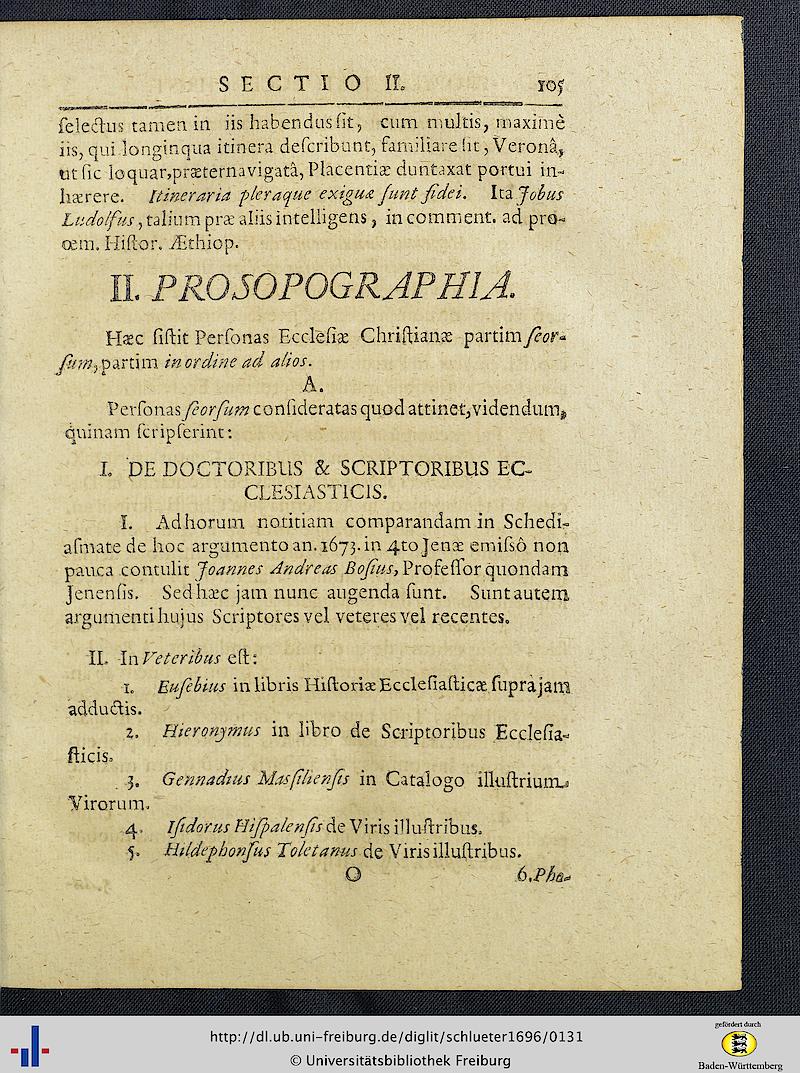 SECTIO II. 105
ſelectus tamen in iis habendus ſit, cum multis, maximè
iis, qui longinqua itinera deſcribunt, familiare ſit, Veronâ,
ut ſic loquar, præternavigatâ, Placentiæ duntaxat portui in-
hærere. Itineraria pleraque exiguæ ſunt fidei. Ita Jobus
Ludolfus, talium præ aliis intelligens, in comment. ad pro-
œm. Hiſtor. Æthiop.
II. PROSOPOGRAPHIA.
Hæc ſiſtit Perſonas Eccleſiæ Chriſtianæ partim ſeor-
ſum, partim in ordine ad alios.
A.
Perſonas ſeorſum conſideratas quod attinet, videndum,
quinam ſcripſerint:
I. DE DOCTORIBUS & SCRIPTORIBUS EC-
CLESIASTICIS.
I. Ad horum notitiam comparandam in Schedi-
aſmate de hoc argumento an. 1673. in 4to Jenæ emiſsô non
pauca contulit Joannes Andreas Boſius, Profeſſor quondam
Jenenſis. Sed hæc jam nunc augenda ſunt. Sunt autem
argumenti hujus Scriptores vel veteres vel recentes.
II. In Veteribus eſt:
1. Euſebius in libris Hiſtoriæ Eccleſiaſticæ ſuprà jam
adductis.
2. Hieronymus in libro de Scriptoribus Eccleſia-
ſticis.
3. Gennadius Masſilienſis in Catalogo illuſtrium
Virorum.
4. Iſidorus Hiſpalenſis de Viris illuſtribus.
5. Hildephonſus Toletanus de Viris illuſtribus.
O 6. Pha-
http://dl.ub.uni-freiburg.de/diglit/schlueter1696/0131
© Universitätsbibliothek Freiburg
gefördert durch
Baden-Württemberg